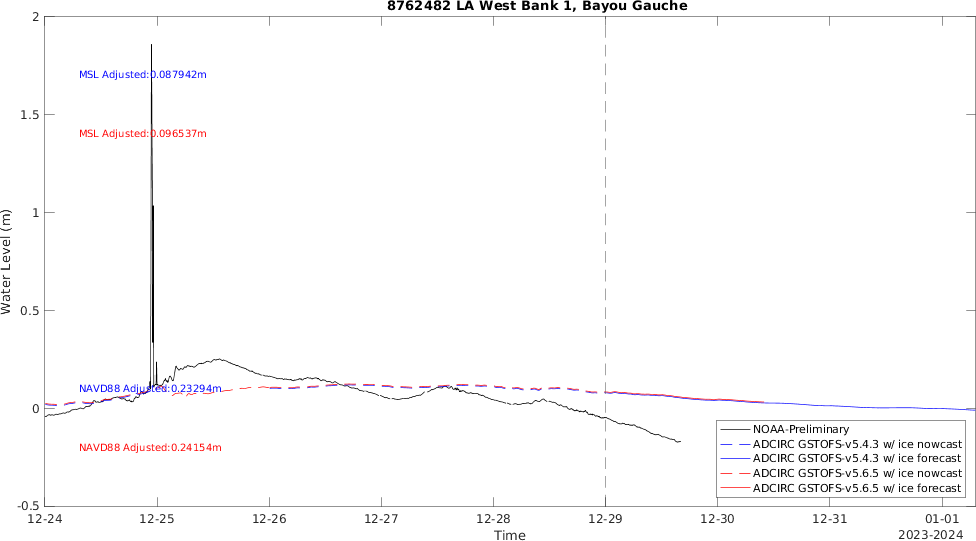 8762482 LA West Bank 1, Bayou Gauche
2
1.5
1
0.5
0
-0.5
Water Level (m)
MSL Adjusted:0.087942m
MSL Adjusted:0.096537m
NAVD88 Adjusted:0.23294m
NAVD88 Adjusted:0.24154m
NOAA-Preliminary
ADCIRC GSTOFS-v5.4.3 w/ ice nowcast
ADCIRC GSTOFS-v5.4.3 w/ ice forecast
ADCIRC GSTOFS-v5.6.5 w/ ice nowcast
ADCIRC GSTOFS-v5.6.5 w/ ice forecast
12-24 12-25 12-26 12-27 12-28 12-29 12-30 12-31 01-01
Time
2023-2024